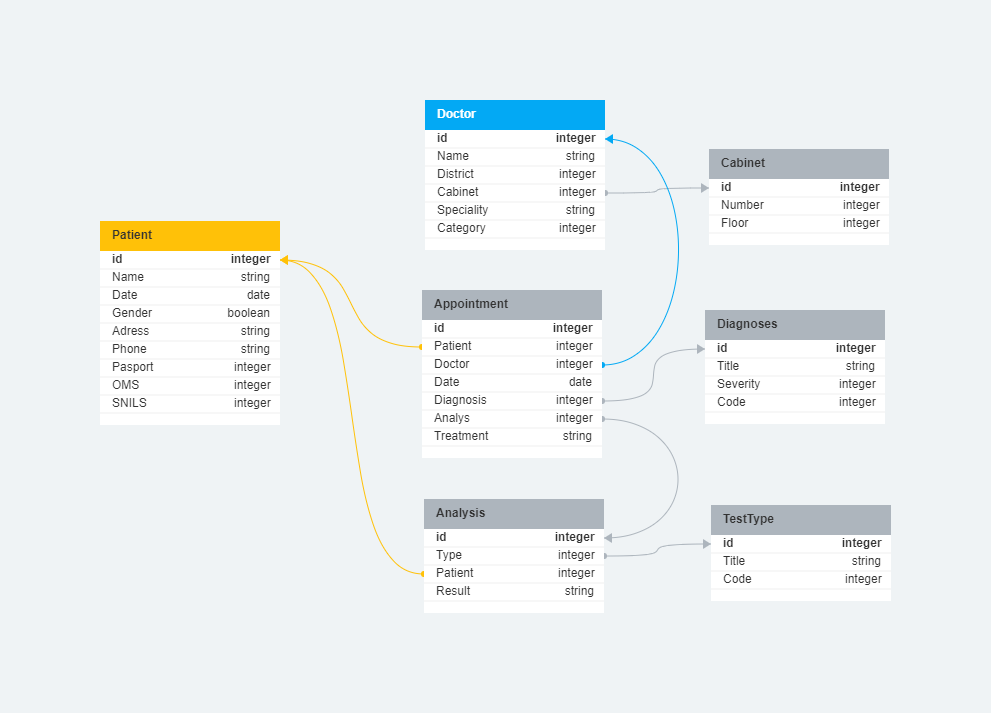 Doctor
id integer
Name string
District integer
Cabinet integer
Speciality string
Category integer
Cabinet
id integer
Number integer
Floor integer
Patient
id integer
Name string
Date date
Gender boolean
Adress string
Phone string
Pasport integer
OMS integer
SNILS integer
Appointment
id integer
Patient integer
Doctor integer
Date date
Diagnosis integer
Analys integer
Treatment string
Diagnoses
id integer
Title string
Severity integer
Code integer
Analysis
id integer
Type integer
Patient integer
Result string
TestType
id integer
Title string
Code integer